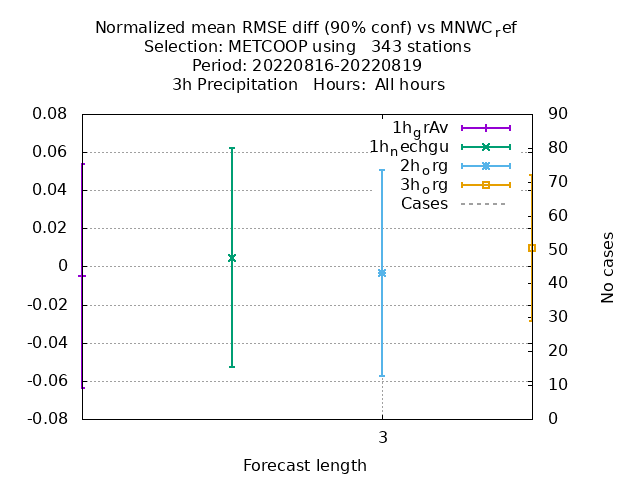 Normalized mean RMSE diff (90% conf) vs MNWC_ref
Selection: METCOOP using 343 stations
Period: 20220816-20220819
3h Precipitation Hours: All hours
0.08
0.06
0.04
0.02
0
-0.02
-0.04
-0.06
-0.08
90
80
70
60
50
40
30
20
10
0
1h_grAv
1h_nechgu
2h_org
3h_org
Cases
No cases
3
Forecast length